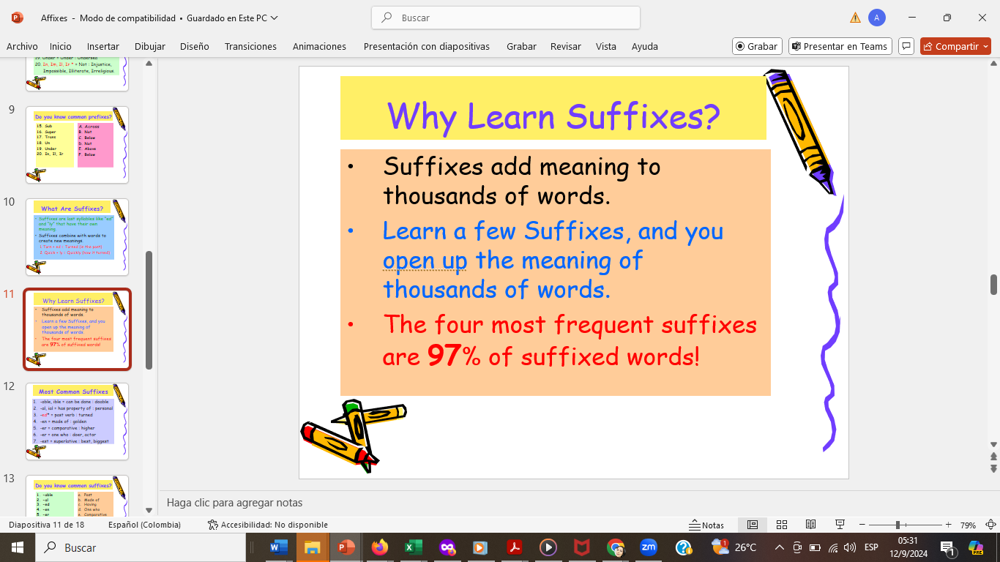 Affixes - Modo de compatibilidad • Guardado en Este PC
Buscar
A
Archivo Inicio Insertar Dibujar Diseño Transiciones Animaciones Presentación con diapositivas Grabar Revisar Vista Ayuda
Grabar
Presentar en Teams
Compartir
20. In, Im, Il, Ir * = Not : Injustice,
Impossible, Illiterate, Irreligious
9
Do you know common prefixes?
15. Sub
16. Super
17. Trans
18. Un
19. Under
20. In, Il, Ir
A. Across
B. Not
C. Below
D. Not
E. Above
F. Below
10
What Are Suffixes?
• Suffixes are last syllables like "ed"
and "ly" that have their own
meaning.
• Suffixes combine with words to
create new meanings
1. Turn + ed = Turned (in the past)
2. Quick + ly = Quickly (how it turned)
11
Why Learn Suffixes?
• Suffixes add meaning to
thousands of words.
• Learn a few Suffixes, and you
open up the meaning of
thousands of words.
• The four most frequent suffixes
are 97% of suffixed words!
12
Most Common Suffixes
1. -able, ible = can be done : doable
2. -al, ial = has property of : personal
3. -ed* = past verb : turned
4. -en = made of : golden
5. -er = comparative : higher
6. -er = one who : doer, actor
7. -est = superlative : best, biggest
13
Do you know common suffixes?
1. -able
2. -al
3. -ed
4. -en
5. -er
a. Past
b. Made of
c. Having
d. One who
e. Comparative
Why Learn Suffixes?
• Suffixes add meaning to
thousands of words.
• Learn a few Suffixes, and you
open up the meaning of
thousands of words.
• The four most frequent suffixes
are 97% of suffixed words!
Haga clic para agregar notas
Diapositiva 11 de 18 Español (Colombia) Accesibilidad: No disponible
Notas
79%
Buscar
26°C
ESP
05:31
12/9/2024